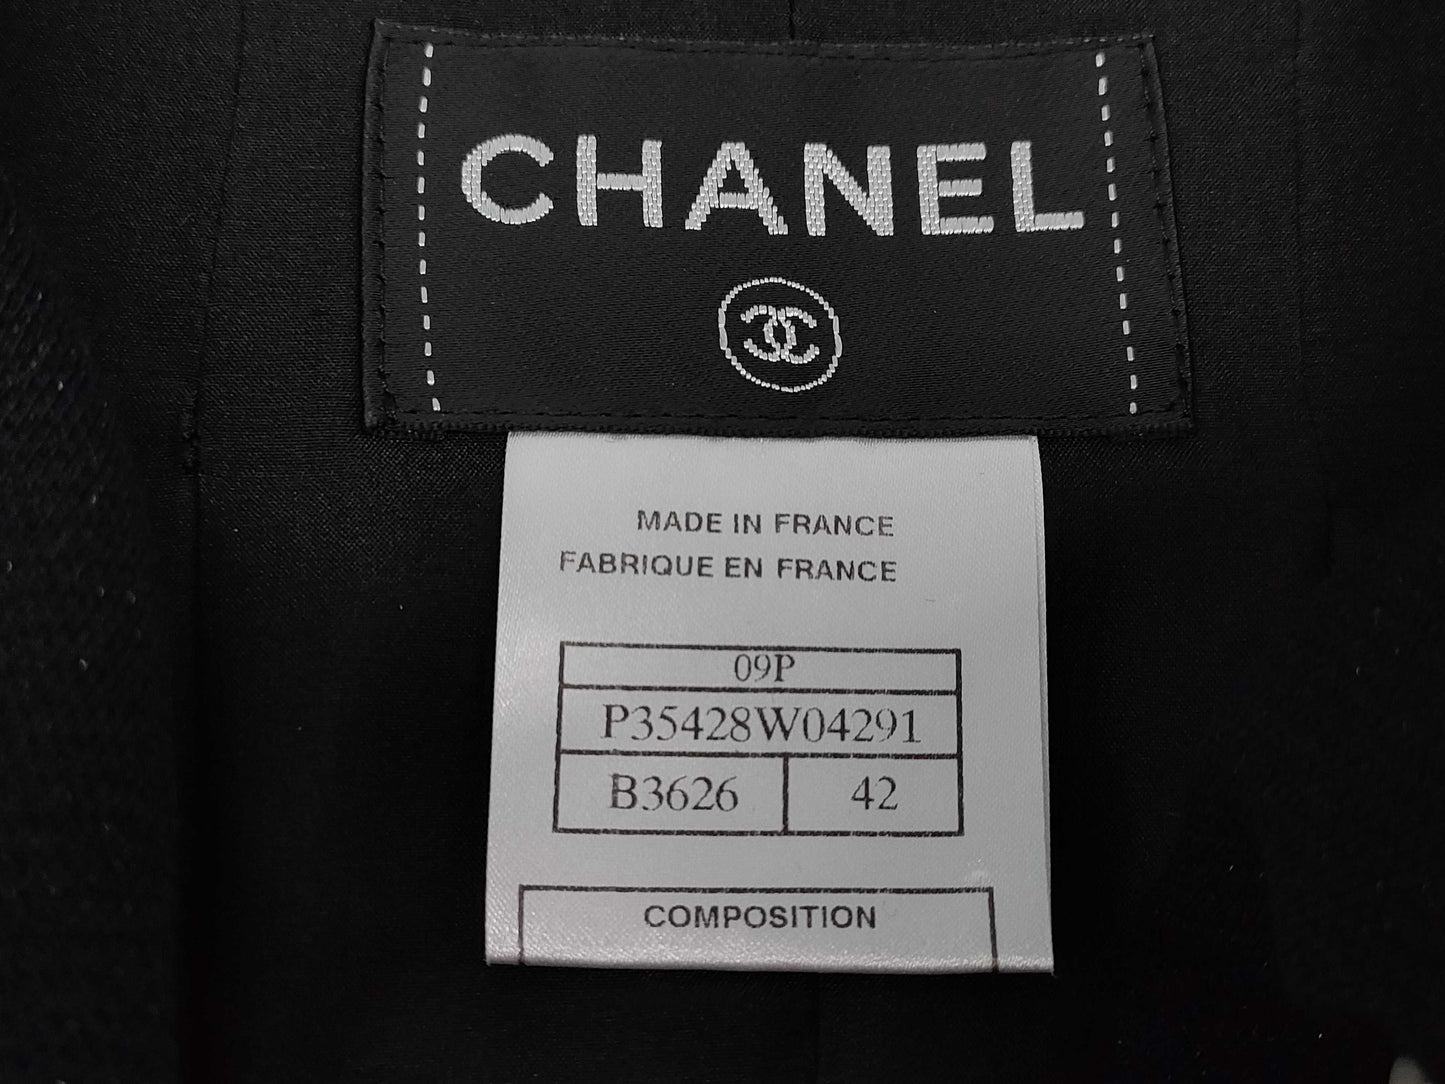 CHANEL
MADE IN FRANCE
FABRIQUE EN FRANCE
09P
P35428W04291
B3626 42
COMPOSITION